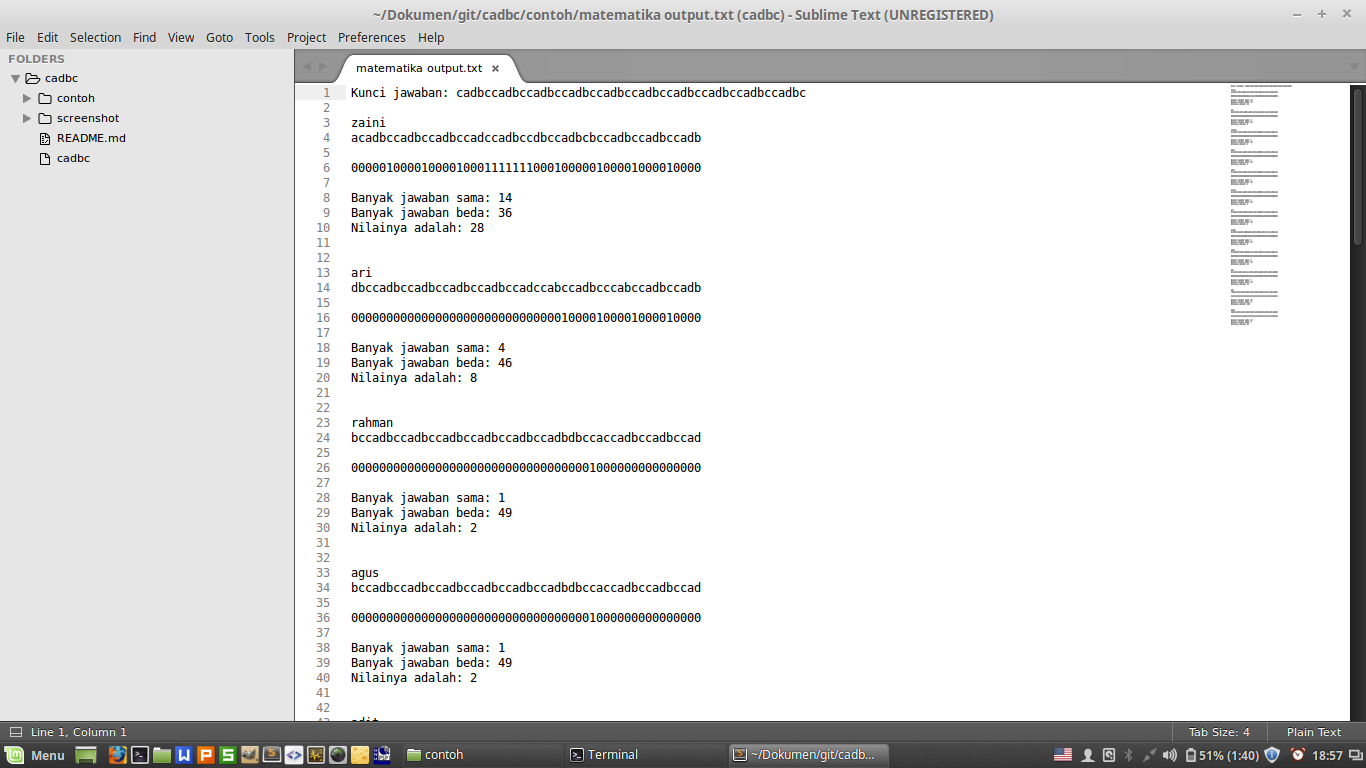 ~/Dokumen/git/cadbc/contoh/matematika output.txt (cadbc) - Sublime Text (UNREGISTERED)
File Edit Selection Find View Goto Tools Project Preferences Help
FOLDERS
cadbc
contoh
screenshot
README.md
cadbc
matematika output.txt
1 Kunci jawaban: cadbccadbccadbccadbccadbccadbccadbccadbccadbccadbc
2
3 zaini
4 acadbccadbccadbccadccadbccdbccadbcbccadbccadbccadb
5
6 00000100001000010001111111000100000100001000010000
7
8 Banyak jawaban sama: 14
9 Banyak jawaban beda: 36
10 Nilainya adalah: 28
11
12
13 ari
14 dbccadbccadbccadbccadbccadccabccadbcccabccadbccadb
15
16 00000000000000000000000000000010000100001000010000
17
18 Banyak jawaban sama: 4
19 Banyak jawaban beda: 46
20 Nilainya adalah: 8
21
22
23 rahman
24 bccadbccadbccadbccadbccadbccadbdbccaccadbccadbccad
25
26 00000000000000000000000000000000001000000000000000
27
28 Banyak jawaban sama: 1
29 Banyak jawaban beda: 49
30 Nilainya adalah: 2
31
32
33 agus
34 bccadbccadbccadbccadbccadbccadbdbccaccadbccadbccad
35
36 00000000000000000000000000000000001000000000000000
37
38 Banyak jawaban sama: 1
39 Banyak jawaban beda: 49
40 Nilainya adalah: 2
41
42
Line 1, Column 1 Tab Size: 4 Plain Text
Menu contoh Terminal ~/Dokumen/git/cadb... 51% (1:40) 18:57